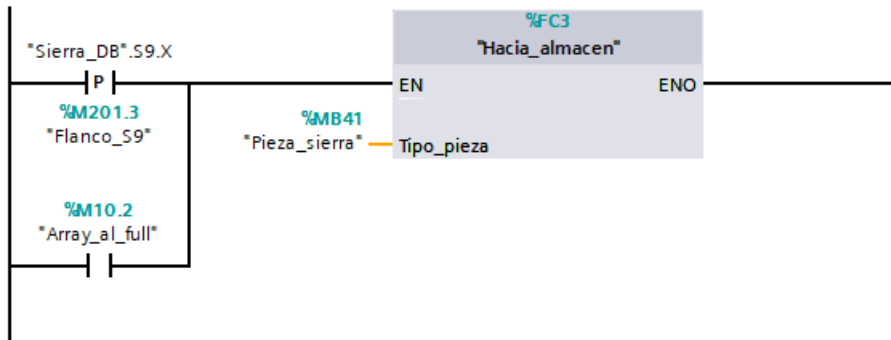 %FC3
"Hacia_almacen"
"Sierra_DB".S9.X
P
EN
ENO
%M201.3
"Flanco_S9"
%MB41
"Pieza_sierra"
Tipo_pieza
%M10.2
"Array_al_full"